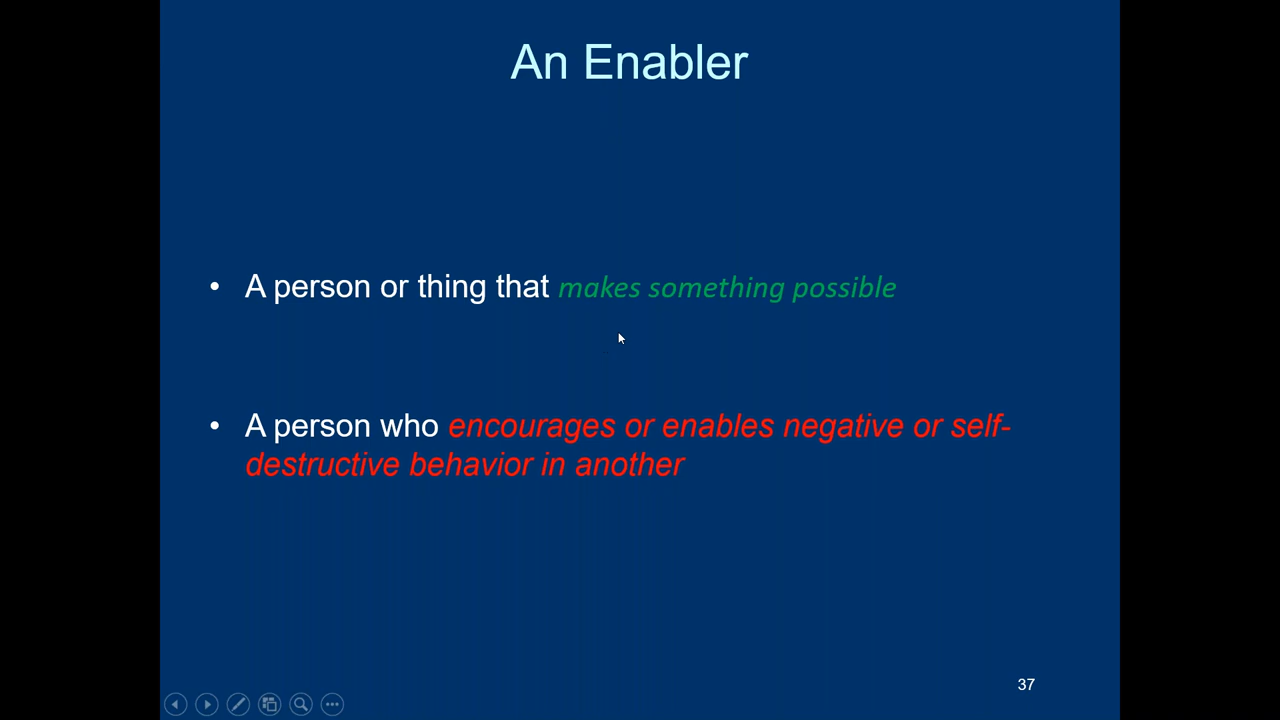 An Enabler
• A person or thing that makes something possible
• A person who encourages or enables negative or self-
destructive behavior in another
37